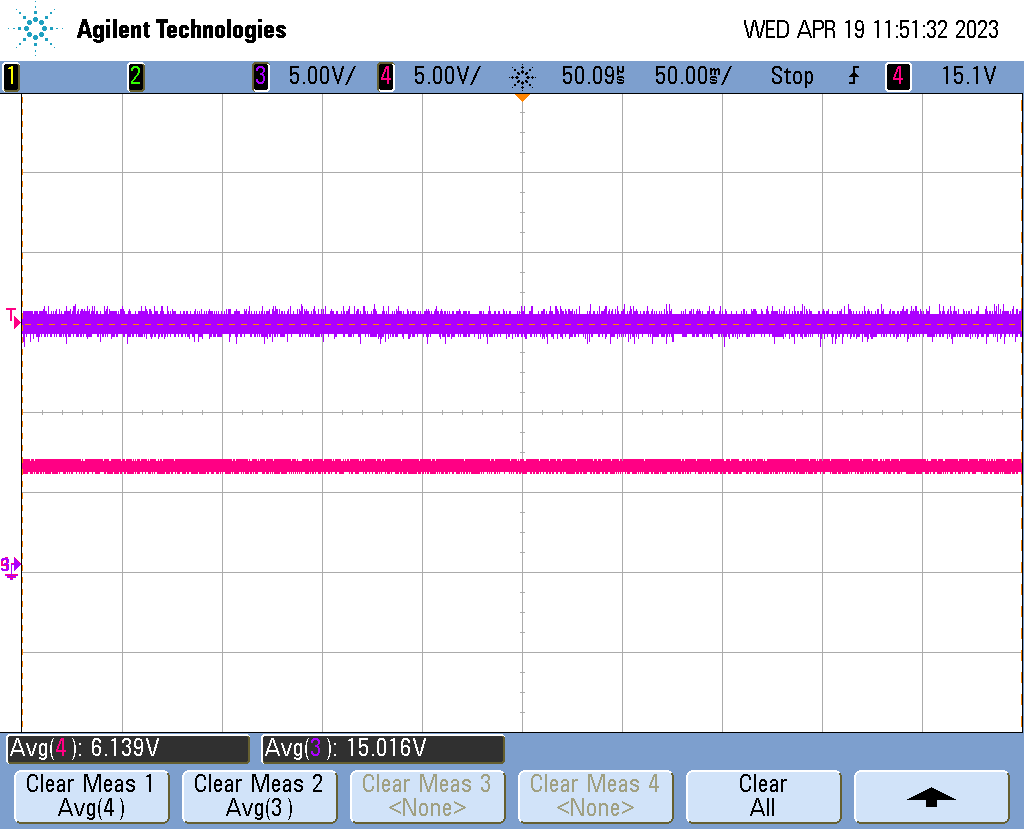 Agilent Technologies
WED APR 19 11:51:32 2023
1 2 3 5.00V/ 4 5.00V/ 50.09s 50.00ms/ Stop 4 15.1V
T
Avg(4): 6.139V Avg(3): 15.016V
Clear Meas 1 Clear Meas 2 Clear Meas 3 Clear Meas 4 Clear
Avg(4) Avg(3) <None> <None> All